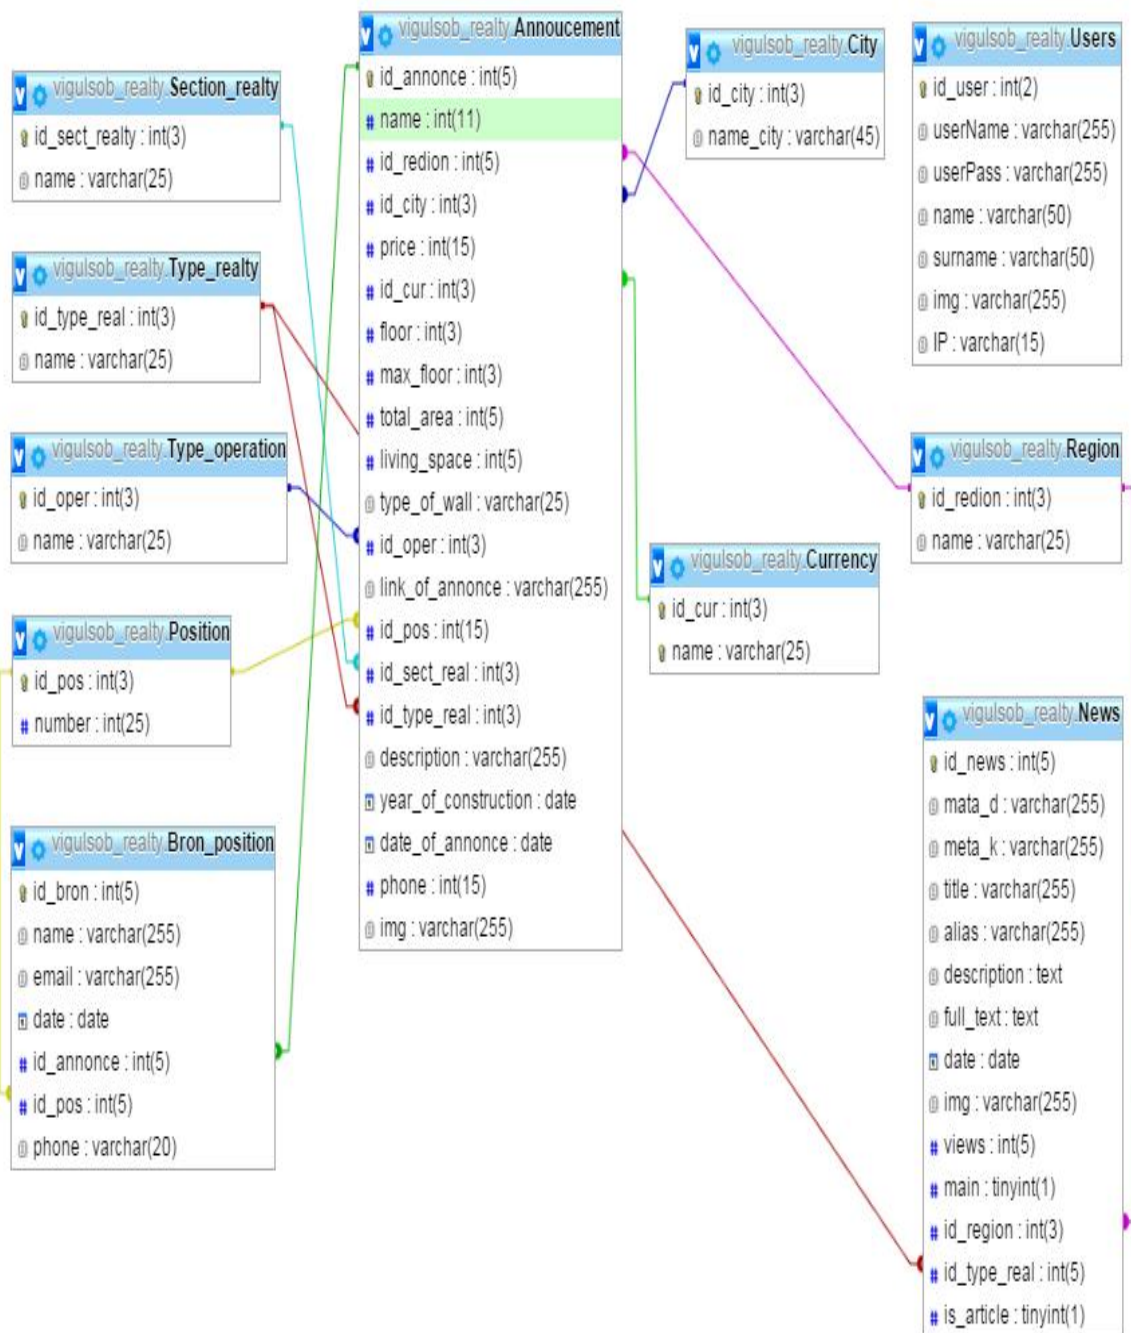 vigulsob_realty.Section_realty
id_sect_realty : int(3)
name : varchar(25)
vigulsob_realty.Type_realty
id_type_real : int(3)
name : varchar(25)
vigulsob_realty.Type_operation
id_oper : int(3)
name : varchar(25)
vigulsob_realty.Position
id_pos : int(3)
number : int(25)
vigulsob_realty.Bron_position
id_bron : int(5)
name : varchar(255)
email : varchar(255)
date : date
id_annonce : int(5)
id_pos : int(5)
phone : varchar(20)
vigulsob_realty.Annoucement
id_annonce : int(5)
name : int(11)
id_redion : int(5)
id_city : int(3)
price : int(15)
id_cur : int(3)
floor : int(3)
max_floor : int(3)
total_area : int(5)
living_space : int(5)
type_of_wall : varchar(25)
id_oper : int(3)
link_of_annonce : varchar(255)
id_pos : int(15)
id_sect_real : int(3)
id_type_real : int(3)
description : varchar(255)
year_of_construction : date
date_of_annonce : date
phone : int(15)
img : varchar(255)
vigulsob_realty.City
id_city : int(3)
name_city : varchar(45)
vigulsob_realty.Currency
id_cur : int(3)
name : varchar(25)
vigulsob_realty.Users
id_user : int(2)
userName : varchar(255)
userPass : varchar(255)
name : varchar(50)
surname : varchar(50)
img : varchar(255)
IP : varchar(15)
vigulsob_realty.Region
id_redion : int(3)
name : varchar(25)
vigulsob_realty.News
id_news : int(5)
mata_d : varchar(255)
meta_k : varchar(255)
title : varchar(255)
alias : varchar(255)
description : text
full_text : text
date : date
img : varchar(255)
views : int(5)
main : tinyint(1)
id_region : int(3)
id_type_real : int(5)
is_article : tinyint(1)